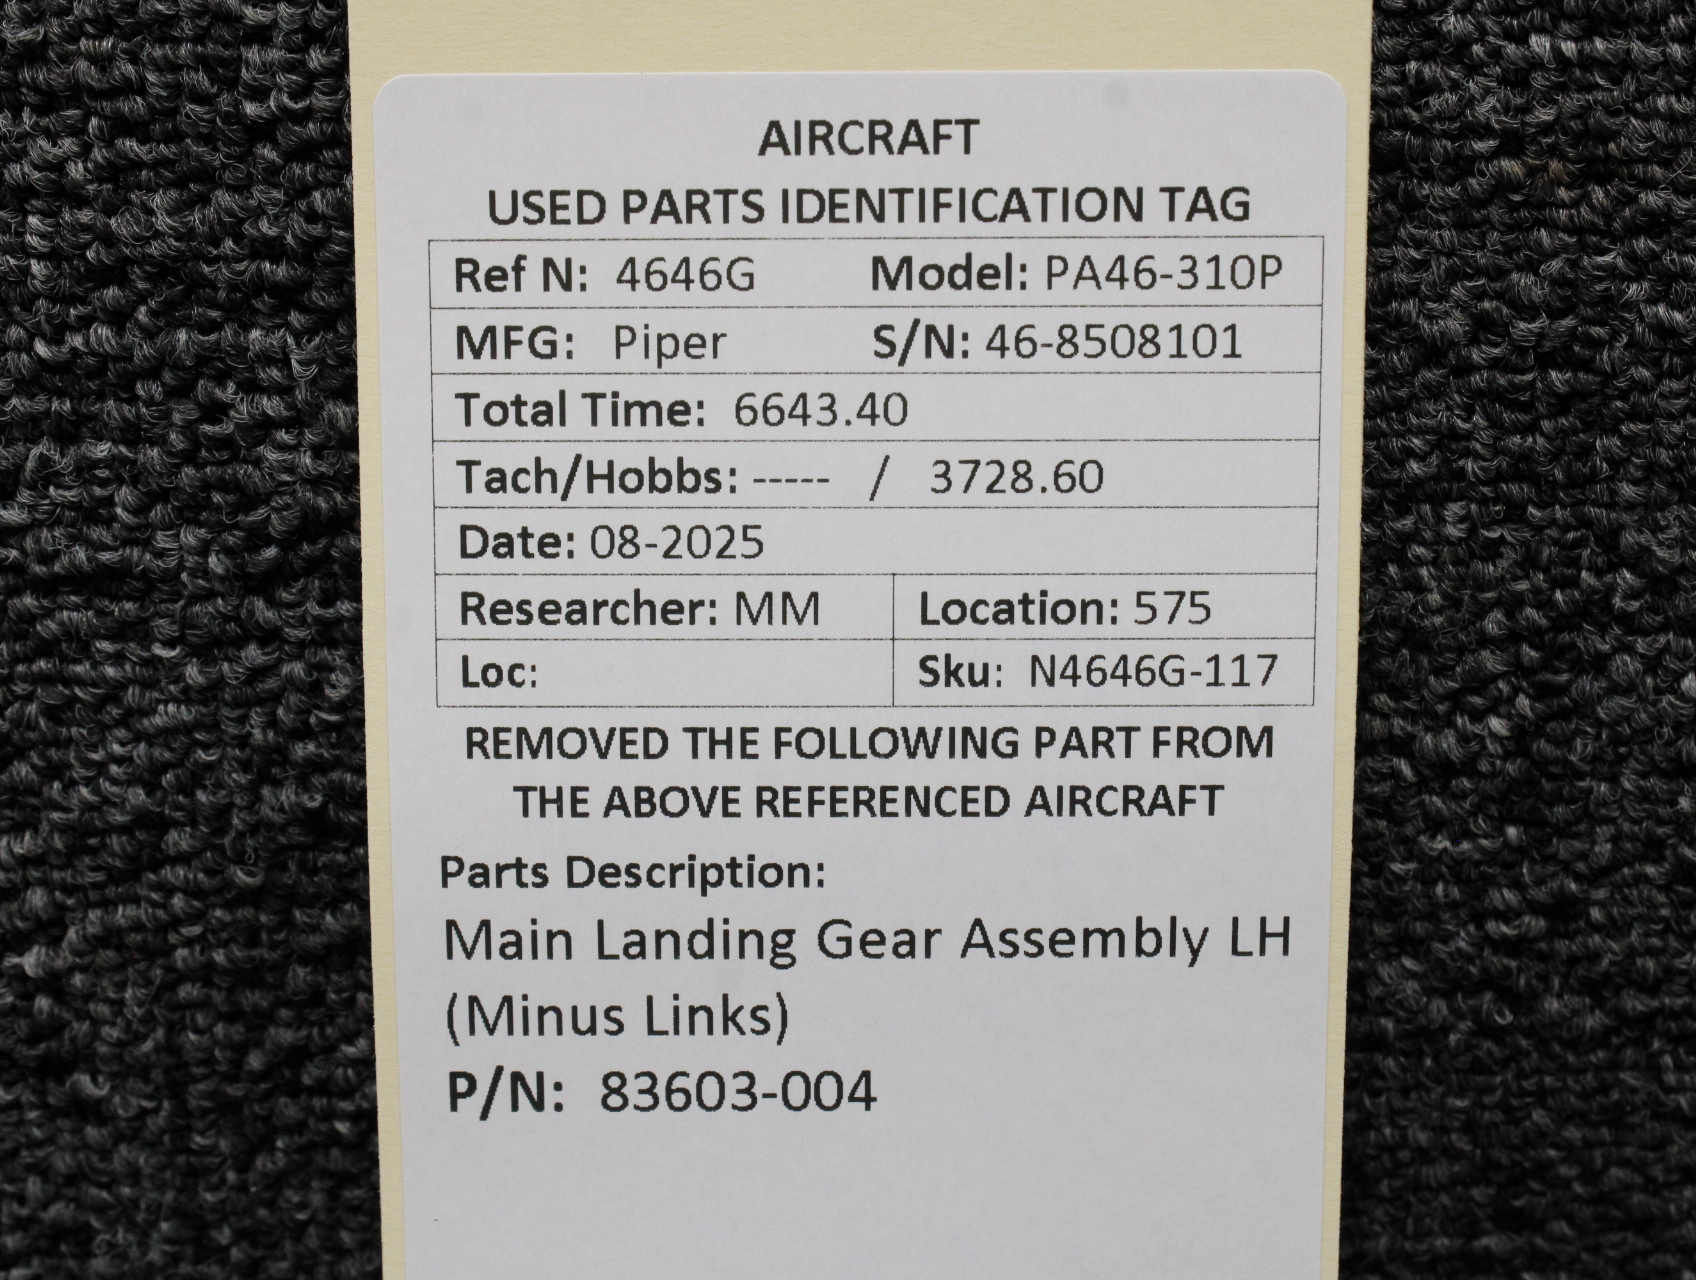 AIRCRAFT
USED PARTS IDENTIFICATION TAG
Ref N: 4646G Model: PA46-310P
MFG: Piper S/N: 46-8508101
Total Time: 6643.40
Tach/Hobbs: ----- / 3728.60
Date: 08-2025
Researcher: MM Location: 575
Loc: Sku: N4646G-117
REMOVED THE FOLLOWING PART FROM
THE ABOVE REFERENCED AIRCRAFT
Parts Description:
Main Landing Gear Assembly LH
(Minus Links)
P/N: 83603-004